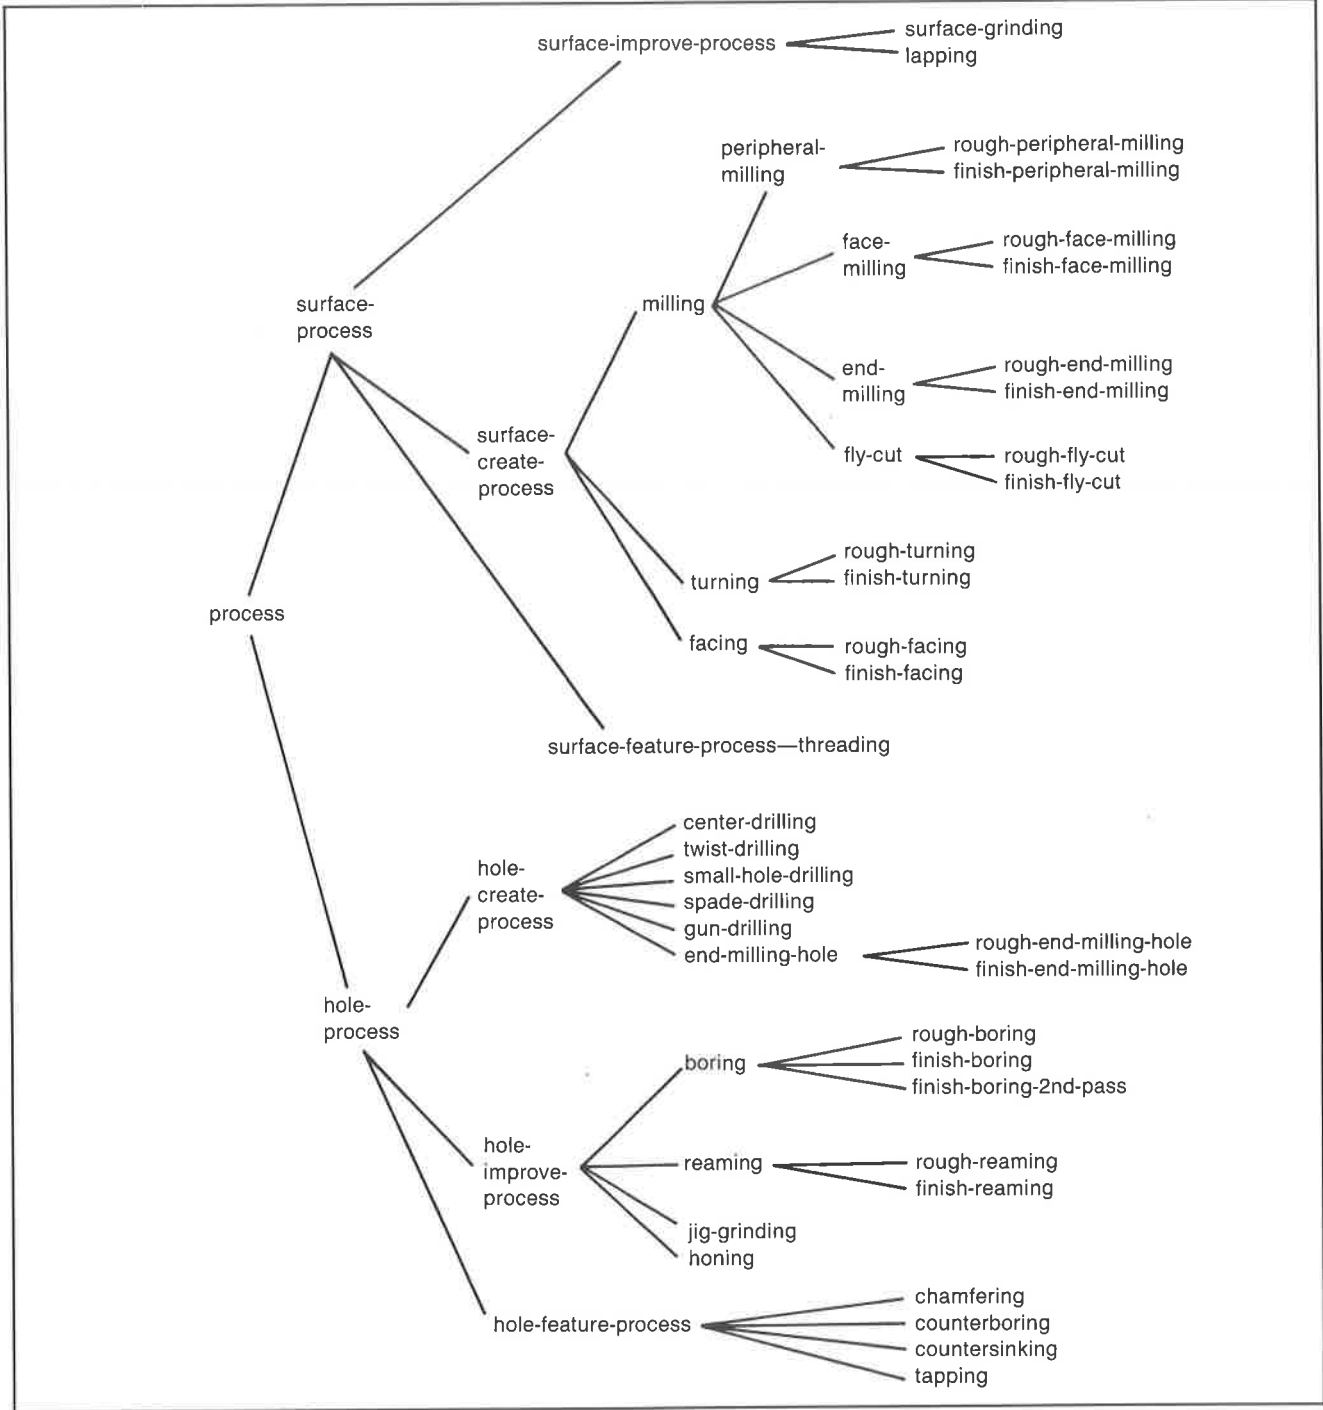 surface-improve-process
surface-grinding
lapping
peripheral-
milling
rough-peripheral-milling
finish-peripheral-milling
face-
milling
rough-face-milling
finish-face-milling
surface-
process
milling
end-
milling
rough-end-milling
finish-end-milling
surface-
create-
process
fly-cut
rough-fly-cut
finish-fly-cut
turning
rough-turning
finish-turning
process
facing
rough-facing
finish-facing
surface-feature-process—threading
hole-
create-
process
center-drilling
twist-drilling
small-hole-drilling
spade-drilling
gun-drilling
end-milling-hole
rough-end-milling-hole
finish-end-milling-hole
hole-
process
boring
rough-boring
finish-boring
finish-boring-2nd-pass
hole-
improve-
process
reaming
rough-reaming
finish-reaming
jig-grinding
honing
hole-feature-process
chamfering
counterboring
countersinking
tapping